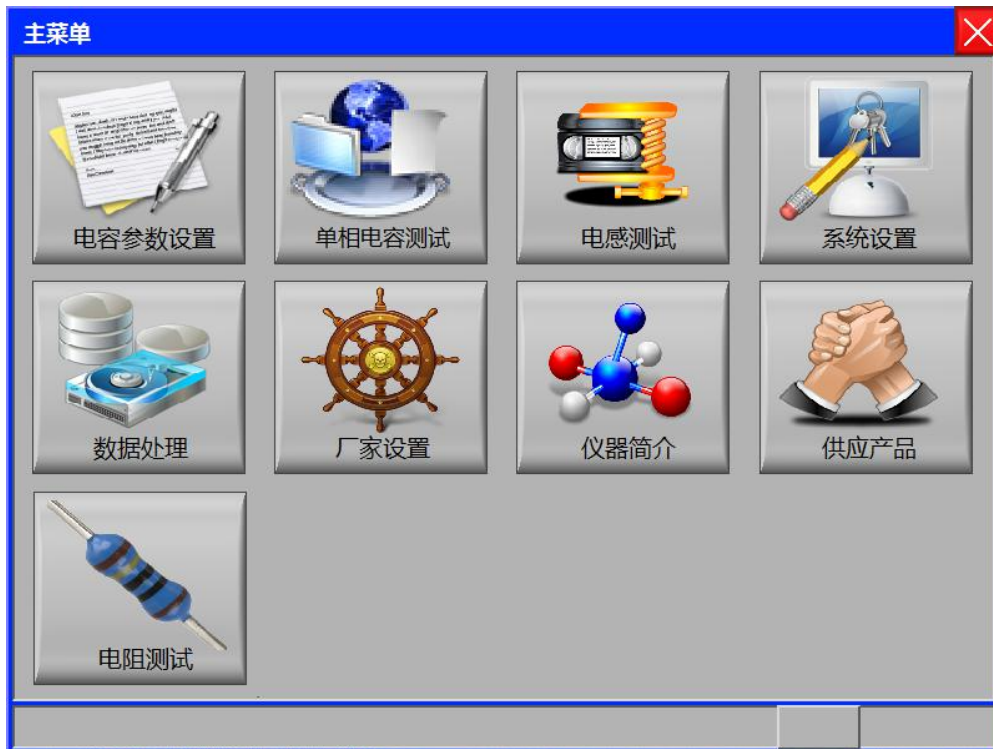 主菜单
电容参数设置
单相电容测试
电感测试
系统设置
数据处理
厂家设置
仪器简介
供应产品
电阻测试